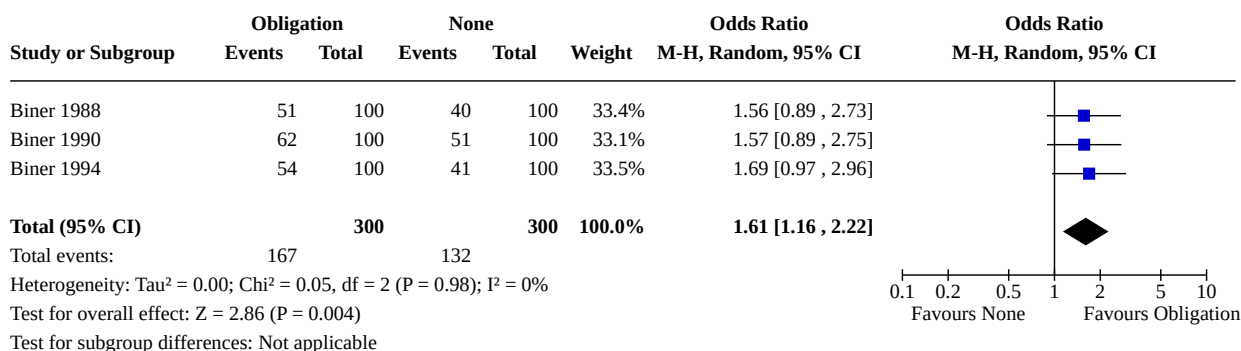 Obligation None Odds Ratio Odds Ratio
Study or Subgroup Events Total Events Total Weight M-H, Random, 95% CI M-H, Random, 95% CI
Biner 1988 51 100 40 100 33.4% 1.56 [0.89 , 2.73]
Biner 1990 62 100 51 100 33.1% 1.57 [0.89 , 2.75]
Biner 1994 54 100 41 100 33.5% 1.69 [0.97 , 2.96]
Total (95% CI) 300 300 100.0% 1.61 [1.16 , 2.22]
Total events: 167 132
Heterogeneity: Tau² = 0.00; Chi² = 0.05, df = 2 (P = 0.98); I² = 0%
0.1 0.2 0.5 1 2 5 10
Test for overall effect: Z = 2.86 (P = 0.004) Favours None Favours Obligation
Test for subgroup differences: Not applicable